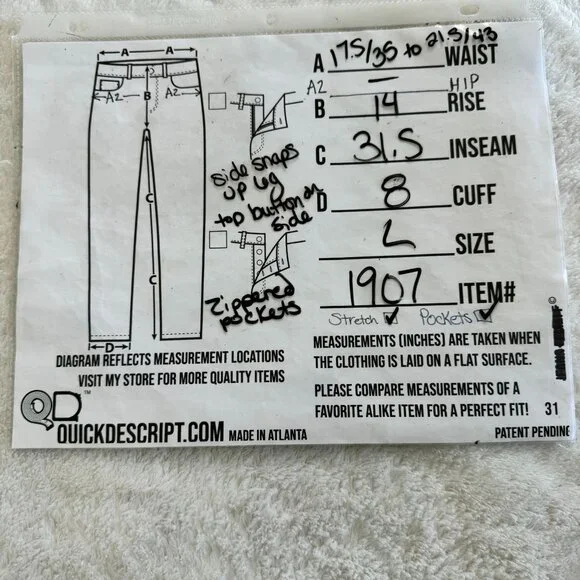 A A
A 17.5/35 to 21.5/43 WAIST
A2 A2
A2 — HIP
B
B 14 RISE
C 31.5 INSEAM
side snaps
up leg
top button on
side
D 8 CUFF
C
L SIZE
C
zippered
pockets
1907 ITEM#
Stretch ✓ Pockets ✓
D
DIAGRAM REFLECTS MEASUREMENT LOCATIONS
VISIT MY STORE FOR MORE QUALITY ITEMS
MEASUREMENTS (INCHES) ARE TAKEN WHEN
THE CLOTHING IS LAID ON A FLAT SURFACE.
PLEASE COMPARE MEASUREMENTS OF A
FAVORITE ALIKE ITEM FOR A PERFECT FIT! 31
QD™
QUICKDESCRIPT.COM MADE IN ATLANTA
PATENT PENDING